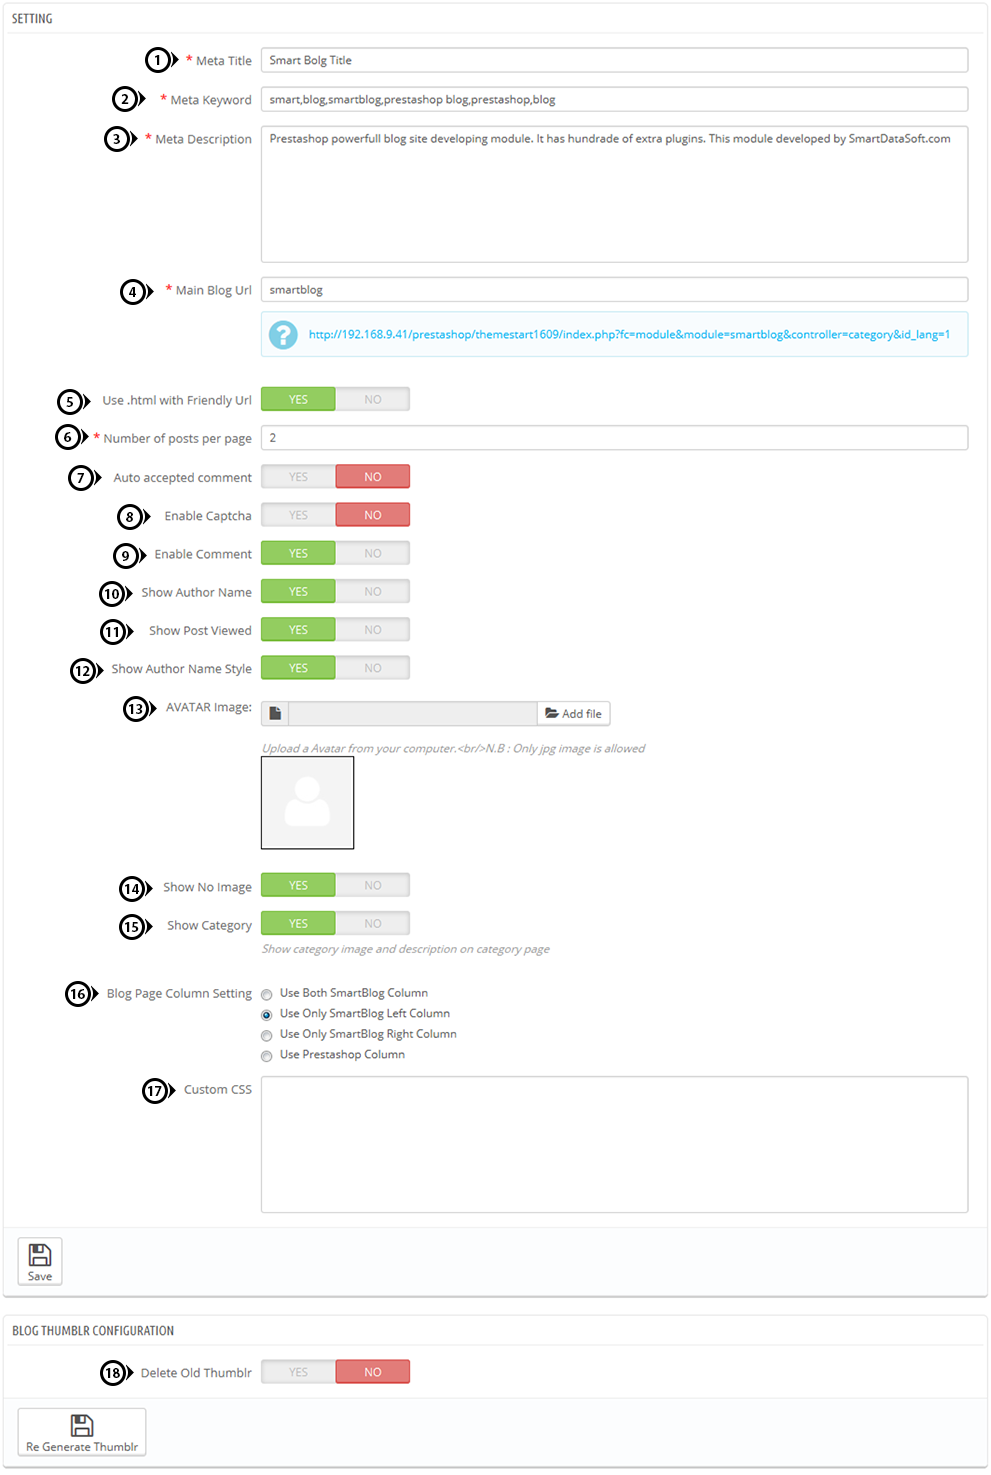 SETTING
1 * Meta Title Smart Bolg Title
2 * Meta Keyword smart,blog,smartblog,prestashop blog,prestashop,blog
3 * Meta Description Prestashop powerfull blog site developing module. It has hundrade of extra plugins. This module developed by SmartDataSoft.com
4 * Main Blog Url smartblog
? http://192.168.9.41/prestashop/themestart1609/index.php?fc=module&module=smartblog&controller=category&id_lang=1
5 Use .html with Friendly Url YES NO
6 * Number of posts per page 2
7 Auto accepted comment YES NO
8 Enable Captcha YES NO
9 Enable Comment YES NO
10 Show Author Name YES NO
11 Show Post Viewed YES NO
12 Show Author Name Style YES NO
13 AVATAR Image: Add file
Upload a Avatar from your computer.<br/>N.B : Only jpg image is allowed
14 Show No Image YES NO
15 Show Category YES NO
Show category image and description on category page
16 Blog Page Column Setting Use Both SmartBlog Column
Use Only SmartBlog Left Column
Use Only SmartBlog Right Column
Use Prestashop Column
17 Custom CSS
Save
BLOG THUMBLR CONFIGURATION
18 Delete Old Thumblr YES NO
Re Generate Thumblr